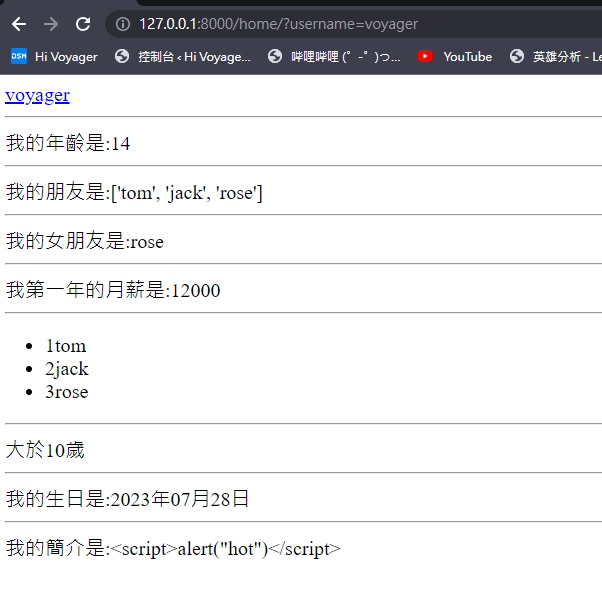 127.0.0.1:8000/home/?username=voyager
DSM Hi Voyager 控制台 ‹ Hi Voyage... 哔哩哔哩 (゜-゜)つ... YouTube 英雄分析 - Le
voyager
我的年齡是:14
我的朋友是:['tom', 'jack', 'rose']
我的女朋友是:rose
我第一年的月薪是:12000
1tom
2jack
3rose
大於10歲
我的生日是:2023年07月28日
我的簡介是:<script>alert("hot")</script>